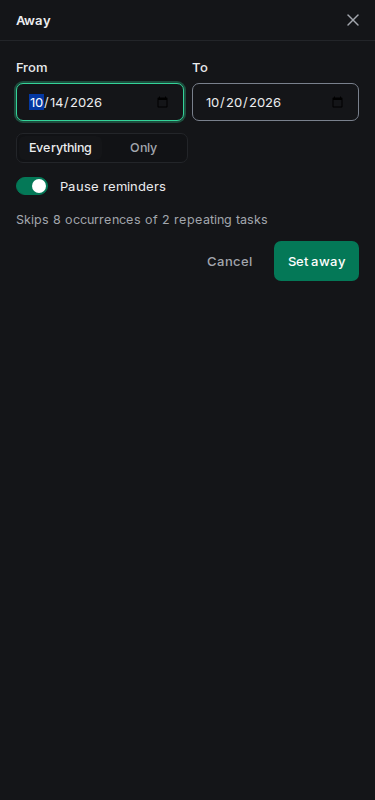 Away
From To
10/14/2026 10/20/2026
Everything Only
Pause reminders
Skips 8 occurrences of 2 repeating tasks
Cancel Set away